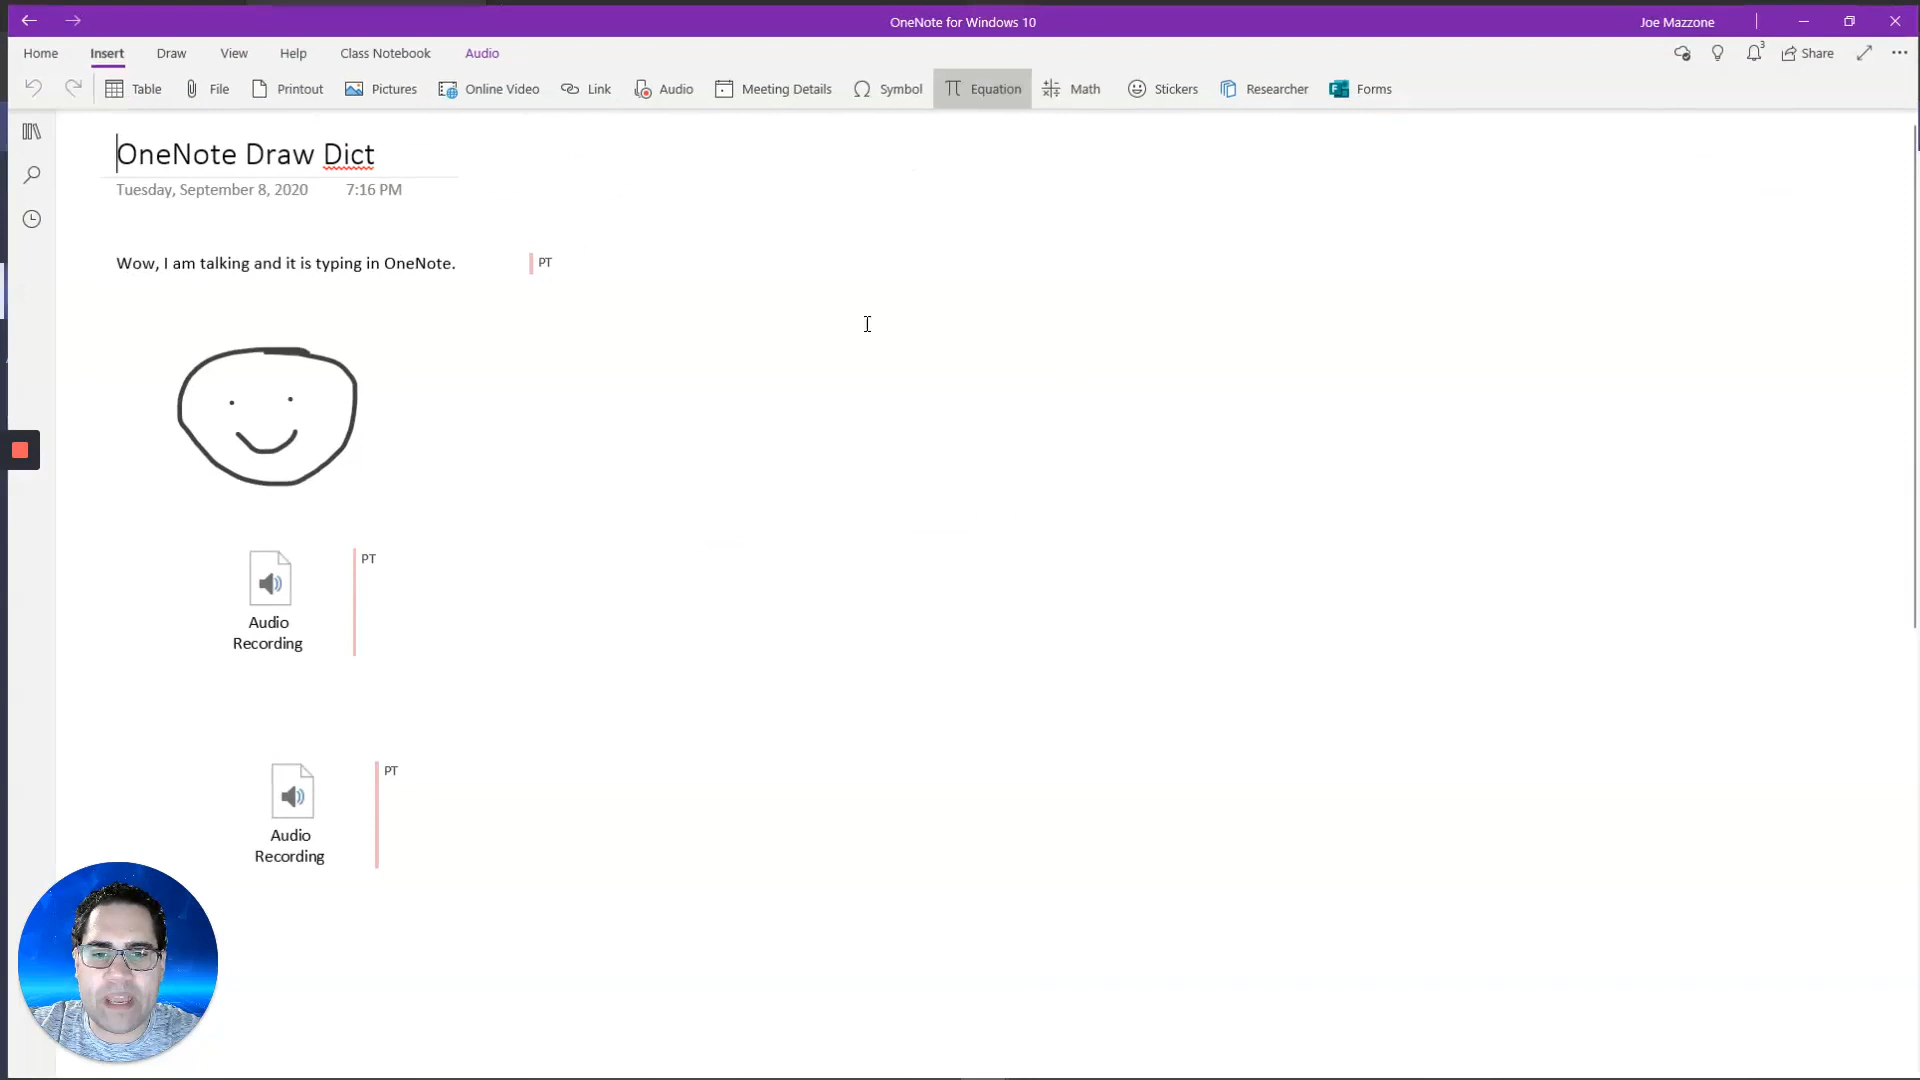 OneNote for Windows 10
Joe Mazzone
Home Insert Draw View Help Class Notebook Audio
3
Share
Table File Printout Pictures Online Video Link Audio Meeting Details Symbol Equation Math Stickers Researcher Forms
OneNote Draw Dict
Tuesday, September 8, 2020 7:16 PM
Wow, I am talking and it is typing in OneNote.
PT
PT
Audio
Recording
PT
Audio
Recording